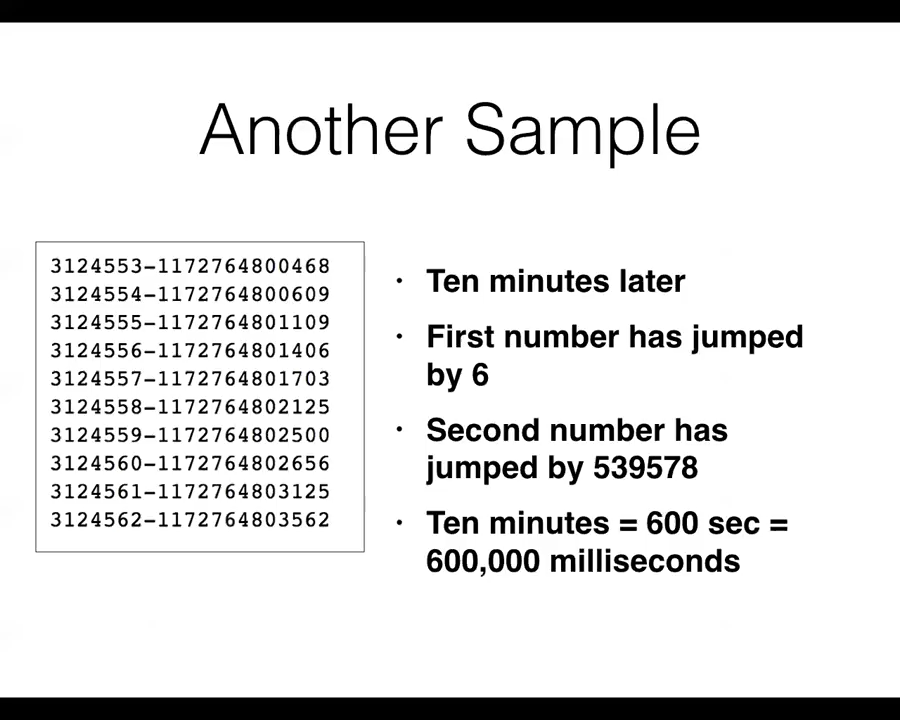 Another Sample
3124553-1172764800468
3124554-1172764800609
3124555-1172764801109
3124556-1172764801406
3124557-1172764801703
3124558-1172764802125
3124559-1172764802500
3124560-1172764802656
3124561-1172764803125
3124562-1172764803562
• Ten minutes later
• First number has jumped
by 6
• Second number has
jumped by 539578
• Ten minutes = 600 sec =
600,000 milliseconds